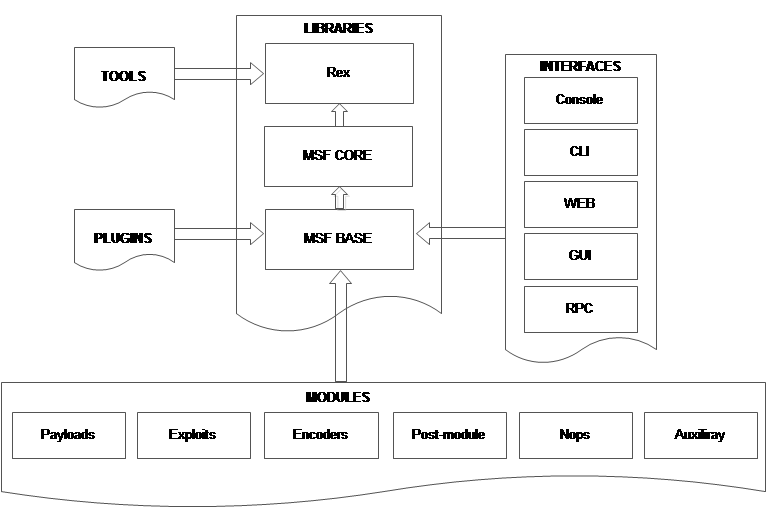 LIBRARIES
TOOLS
Rex
INTERFACES
Console
MSF CORE
CLI
WEB
PLUGINS
MSF BASE
GUI
RPC
MODULES
Payloads
Exploits
Encoders
Post-module
Nops
Auxiliray